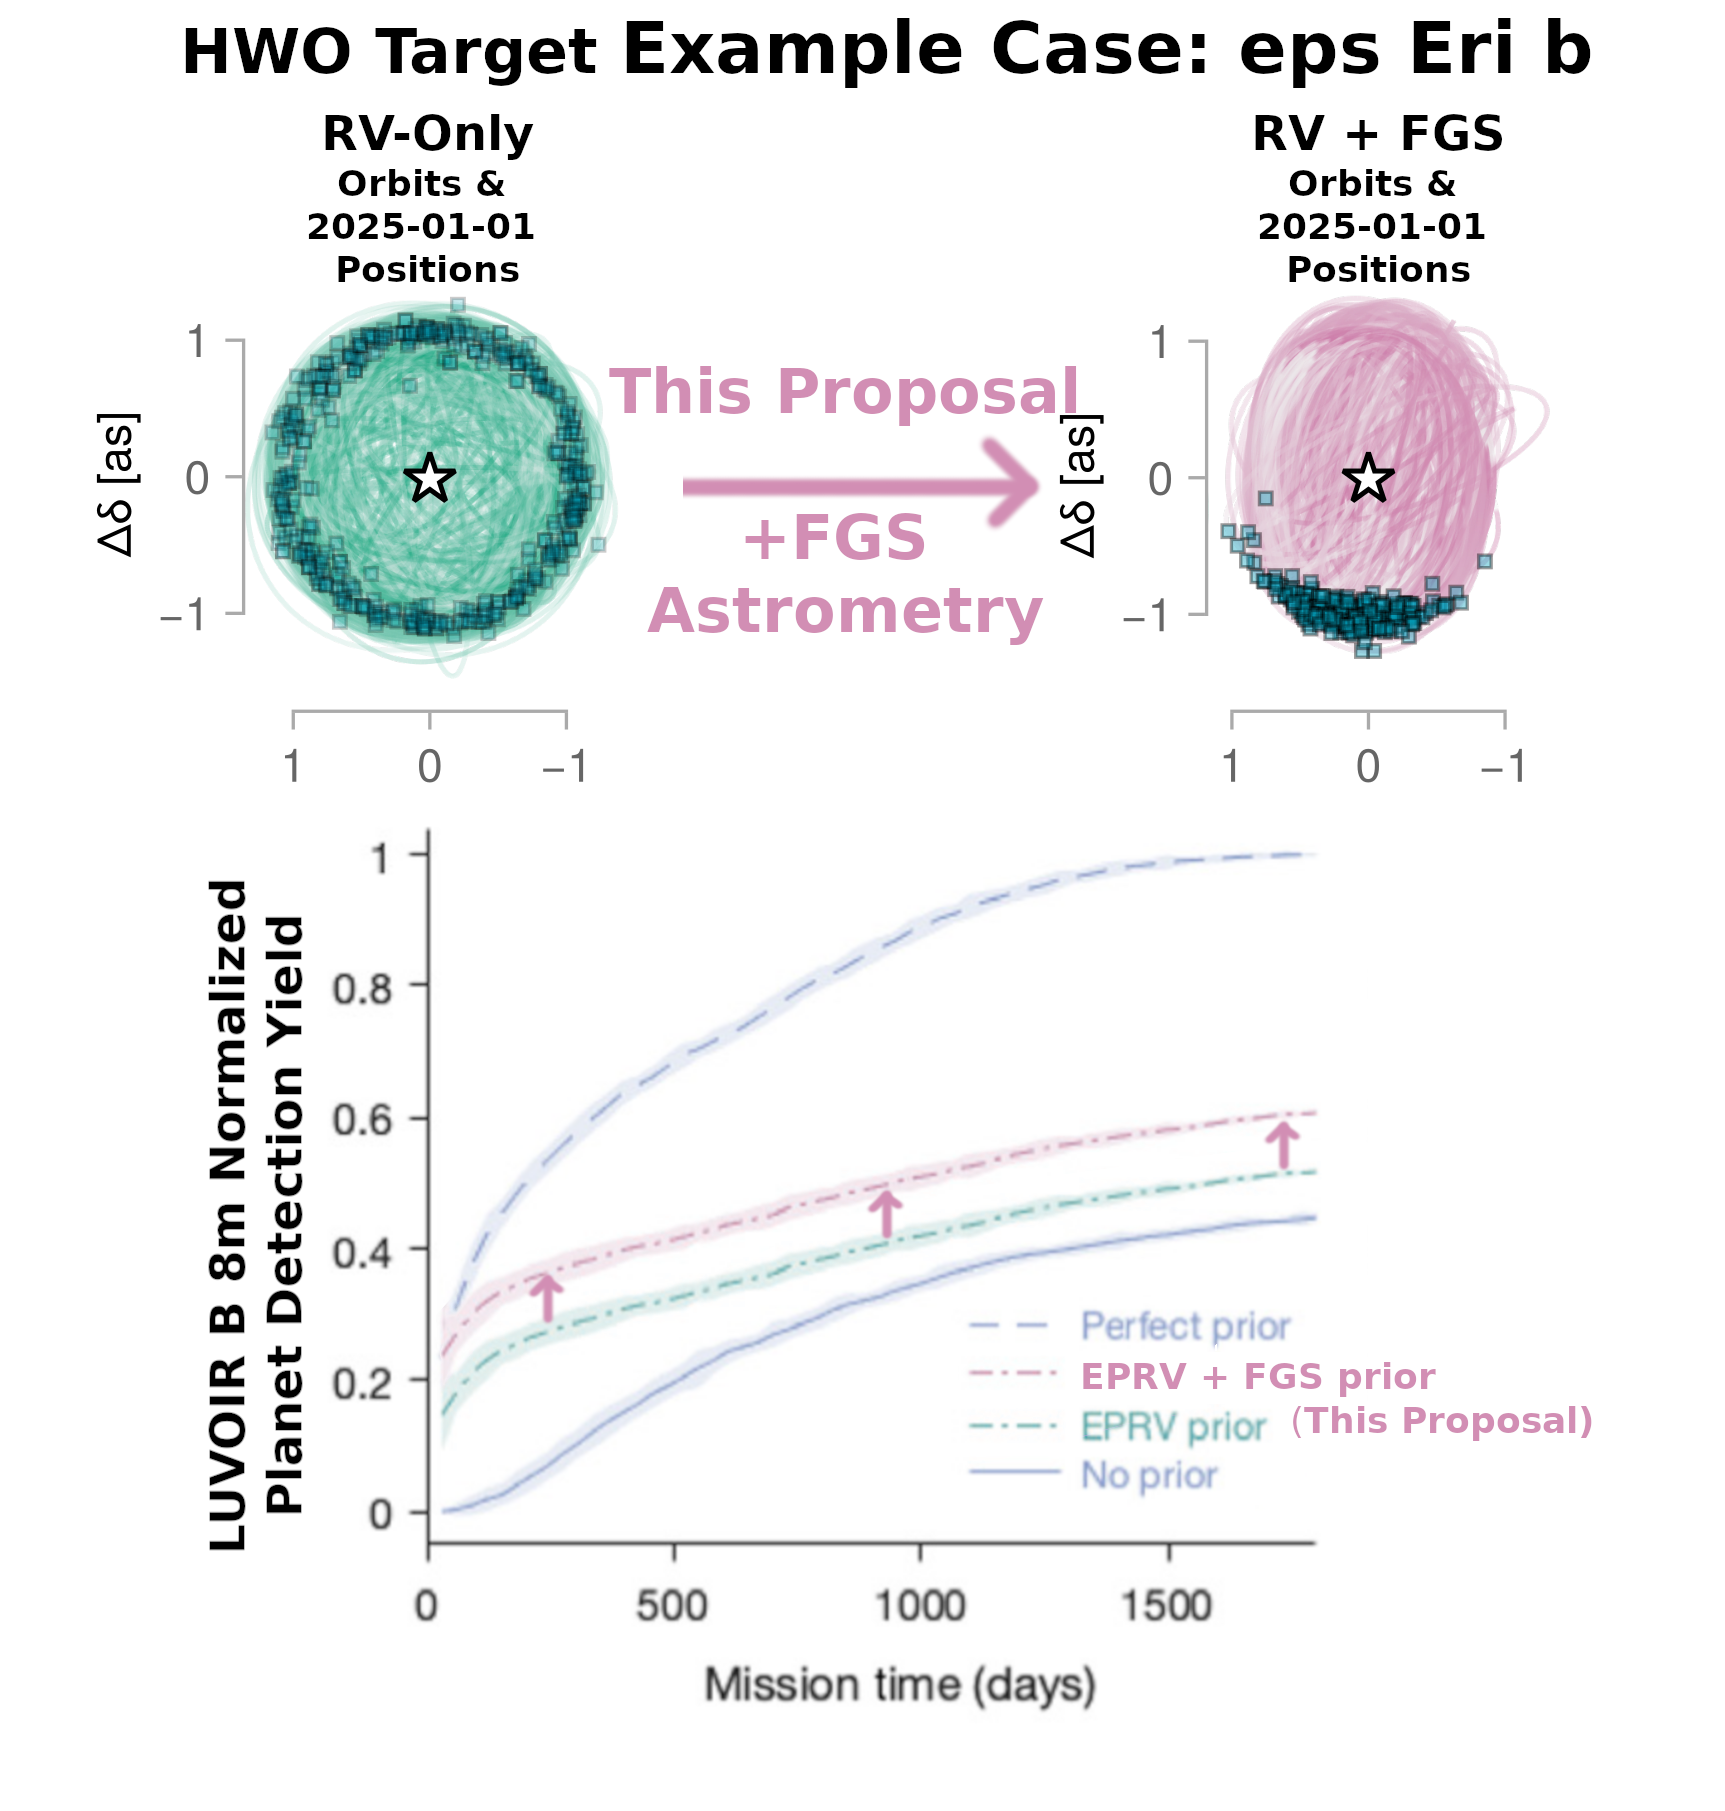 HWO Target Example Case: eps Eri b
RV-Only
Orbits &
2025-01-01
Positions
1
0
−1
Δδ [as]
1
0
−1
This Proposal
+FGS
Astrometry
RV + FGS
Orbits &
2025-01-01
Positions
1
0
−1
Δδ [as]
1
0
−1
LUVOIR B 8m Normalized
Planet Detection Yield
1
0.8
0.6
0.4
0.2
0
Perfect prior
EPRV + FGS prior
(This Proposal)
EPRV prior
No prior
0
500
1000
1500
Mission time (days)